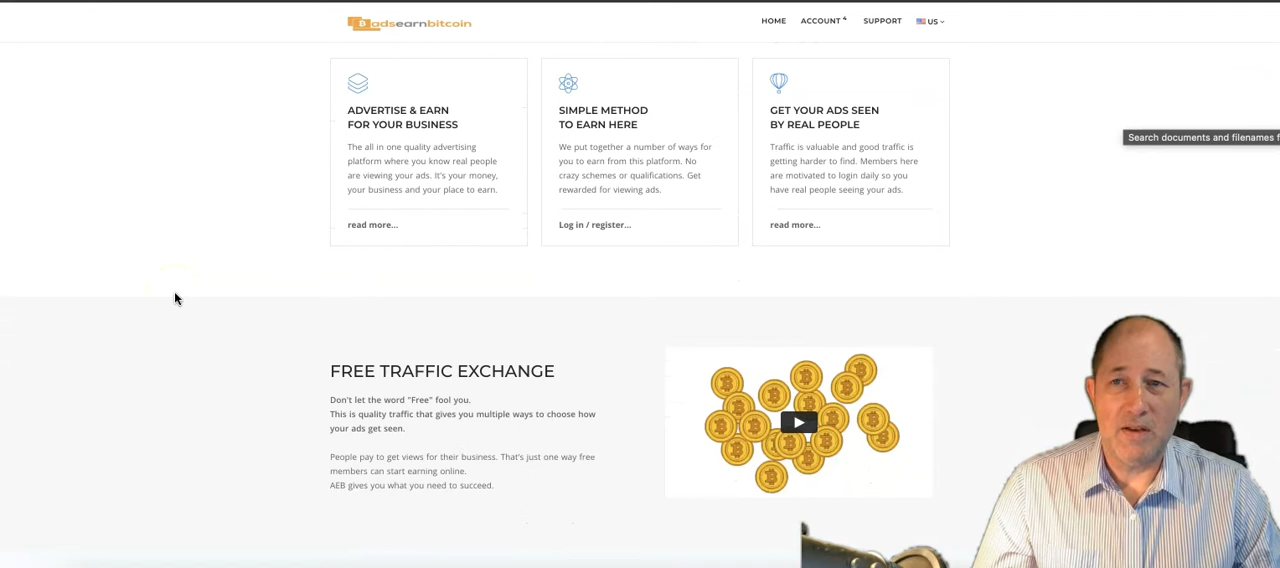 adsearnbitcoin HOME ACCOUNT 4 SUPPORT US
ADVERTISE & EARN
FOR YOUR BUSINESS
The all in one quality advertising
platform where you know real people
are viewing your ads. It's your money,
your business and your place to earn.
read more...
SIMPLE METHOD
TO EARN HERE
We put together a number of ways for
you to earn from this platform. No
crazy schemes or qualifications. Get
rewarded for viewing ads.
Log in / register...
GET YOUR ADS SEEN
BY REAL PEOPLE
Traffic is valuable and good traffic is
getting harder to find. Members here
are motivated to login daily so you
have real people seeing your ads.
read more...
Search documents and filenames f
FREE TRAFFIC EXCHANGE
Don't let the word "Free" fool you.
This is quality traffic that gives you multiple ways to choose how
your ads get seen.
People pay to get views for their business. That's just one way free
members can start earning online.
AEB gives you what you need to succeed.